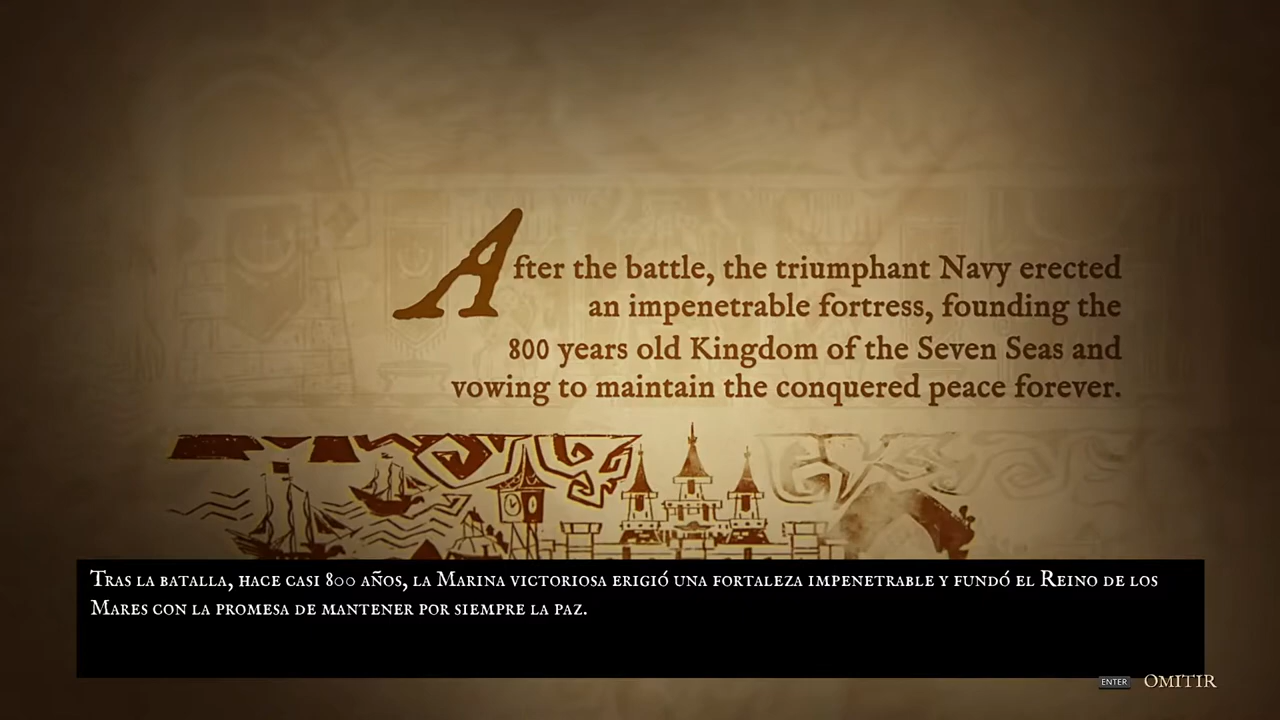 After the battle, the triumphant Navy erected
an impenetrable fortress, founding the
800 years old Kingdom of the Seven Seas and
vowing to maintain the conquered peace forever.
Tras la batalla, hace casi 800 años, la Marina victoriosa erigió una fortaleza impenetrable y fundó el Reino de los
Mares con la promesa de mantener por siempre la paz.
ENTER OMITIR